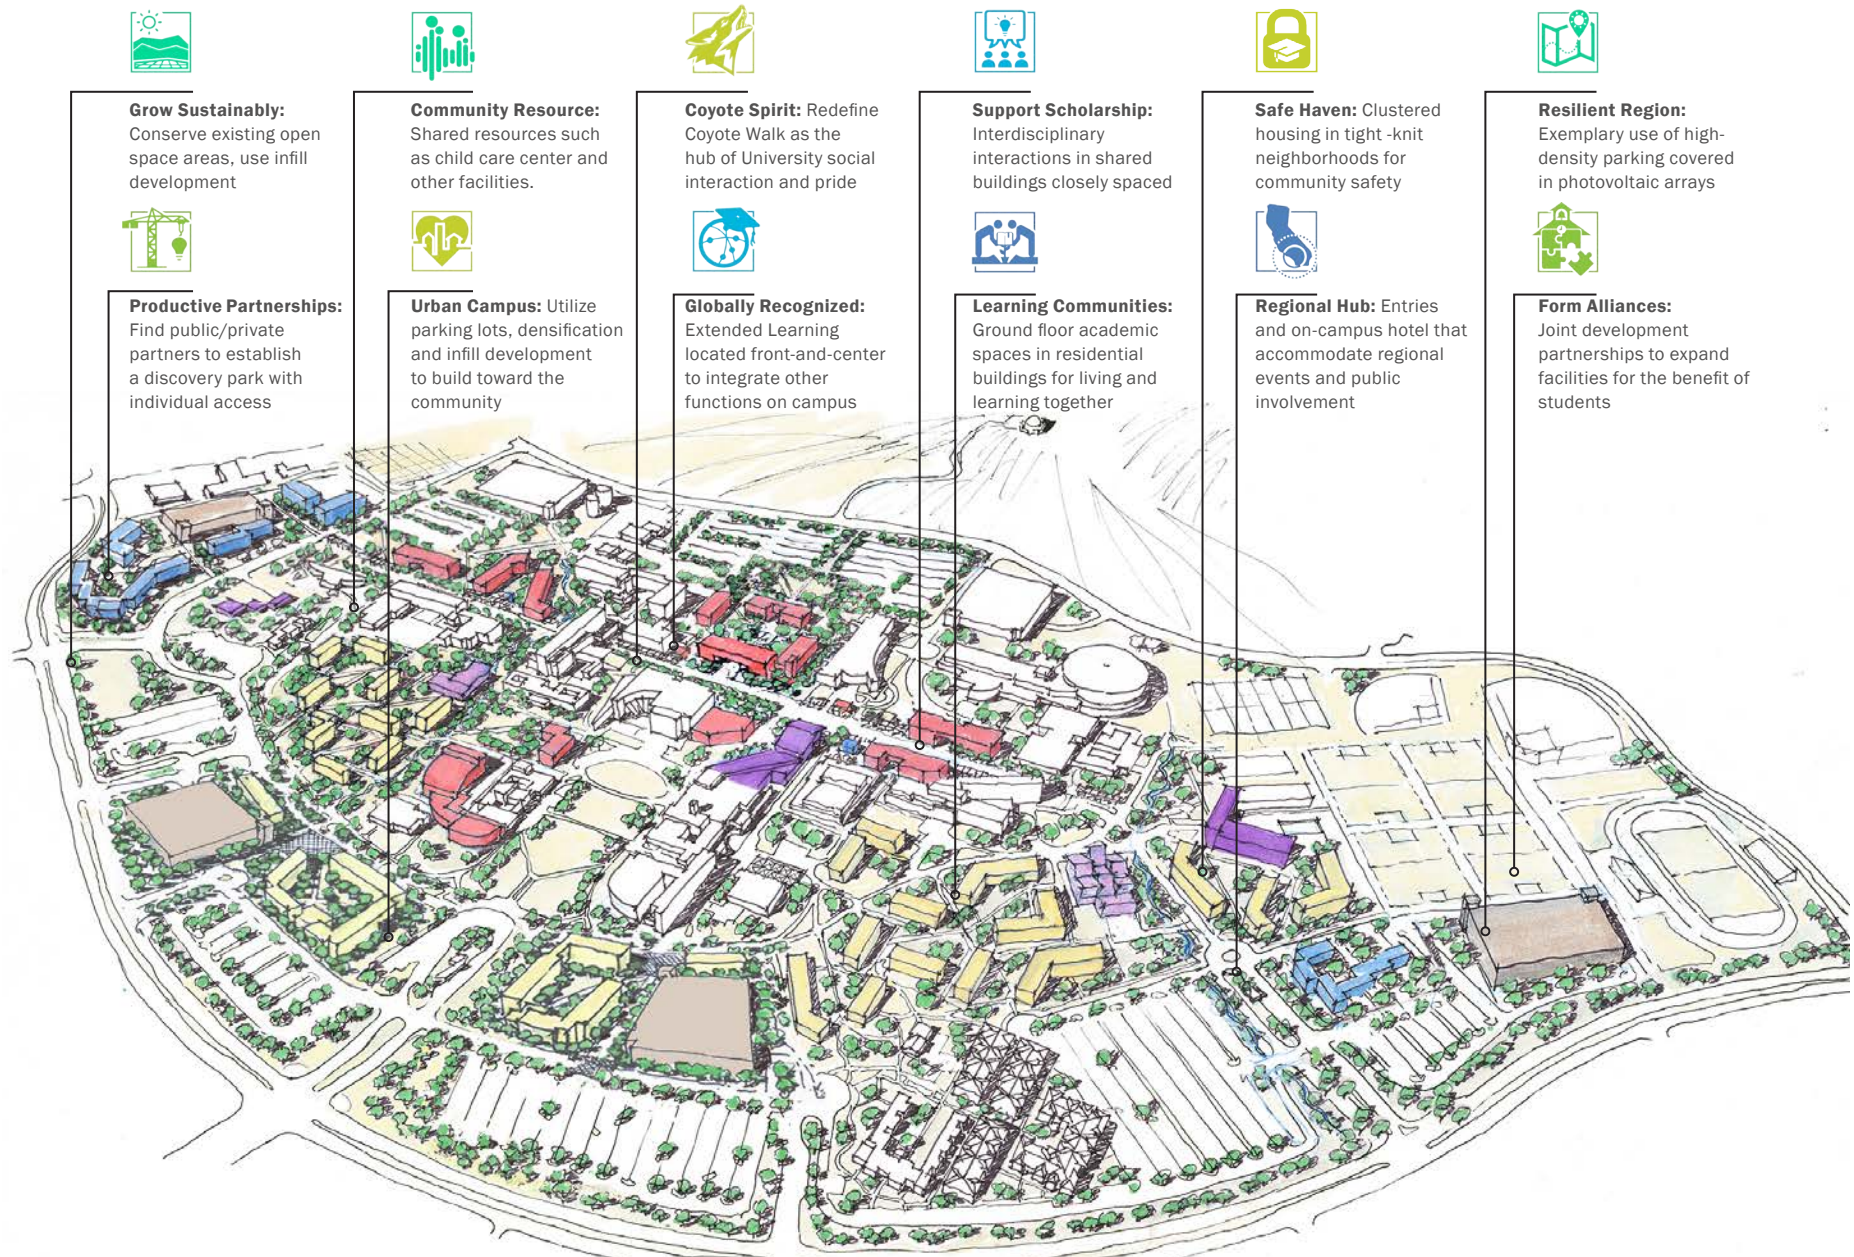 Grow Sustainably:
Conserve existing open
space areas, use infill
development
Community Resource:
Shared resources such
as child care center and
other facilities.
Coyote Spirit: Redefine
Coyote Walk as the
hub of University social
interaction and pride
Support Scholarship:
Interdisciplinary
interactions in shared
buildings closely spaced
Safe Haven: Clustered
housing in tight -knit
neighborhoods for
community safety
Resilient Region:
Exemplary use of high-
density parking covered
in photovoltaic arrays
Productive Partnerships:
Find public/private
partners to establish
a discovery park with
individual access
Urban Campus: Utilize
parking lots, densification
and infill development
to build toward the
community
Globally Recognized:
Extended Learning
located front-and-center
to integrate other
functions on campus
Learning Communities:
Ground floor academic
spaces in residential
buildings for living and
learning together
Regional Hub: Entries
and on-campus hotel that
accommodate regional
events and public
involvement
Form Alliances:
Joint development
partnerships to expand
facilities for the benefit of
students